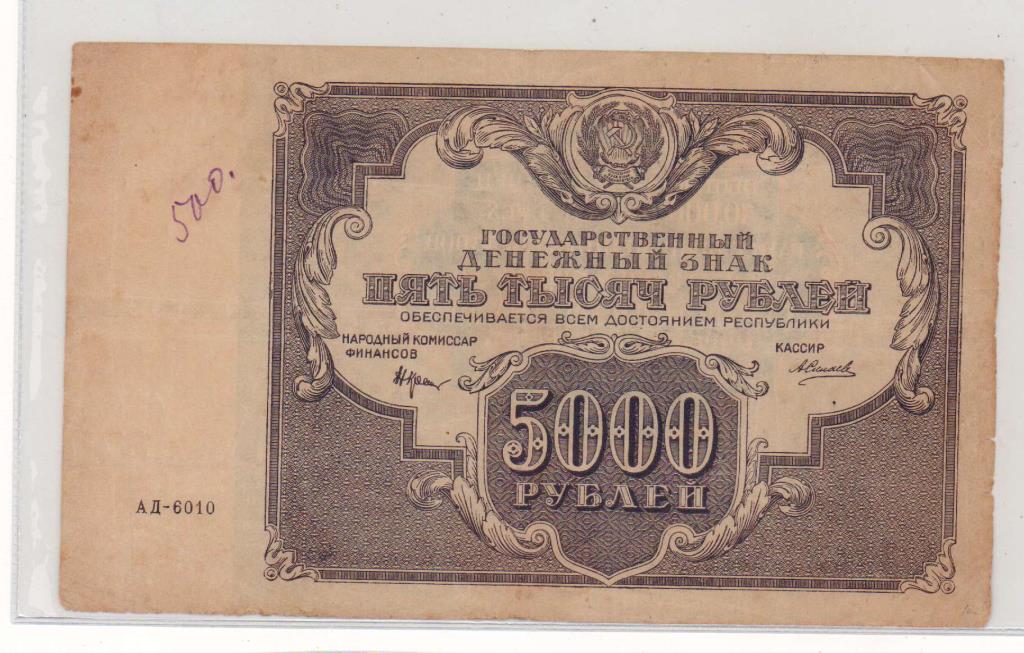 500.
ГОСУДАРСТВЕННЫЙ
ДЕНЕЖНЫЙ ЗНАК
ПЯТЬ ТЫСЯЧ РУБЛЕЙ
ОБЕСПЕЧИВАЕТСЯ ВСЕМ ДОСТОЯНИЕМ РЕСПУБЛИКИ
НАРОДНЫЙ КОМИССАР
ФИНАНСОВ
КАССИР
А.Силаев
5000
РУБЛЕЙ
АД-6010